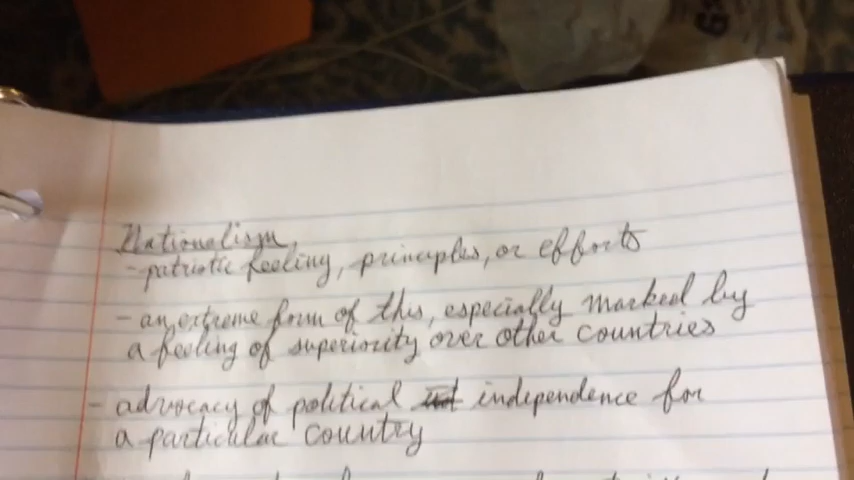 Nationalism
-patriotic feeling, principles, or efforts
- an extreme form of this, especially marked by
a feeling of superiority over other countries
- advocacy of political independence for
a particular country